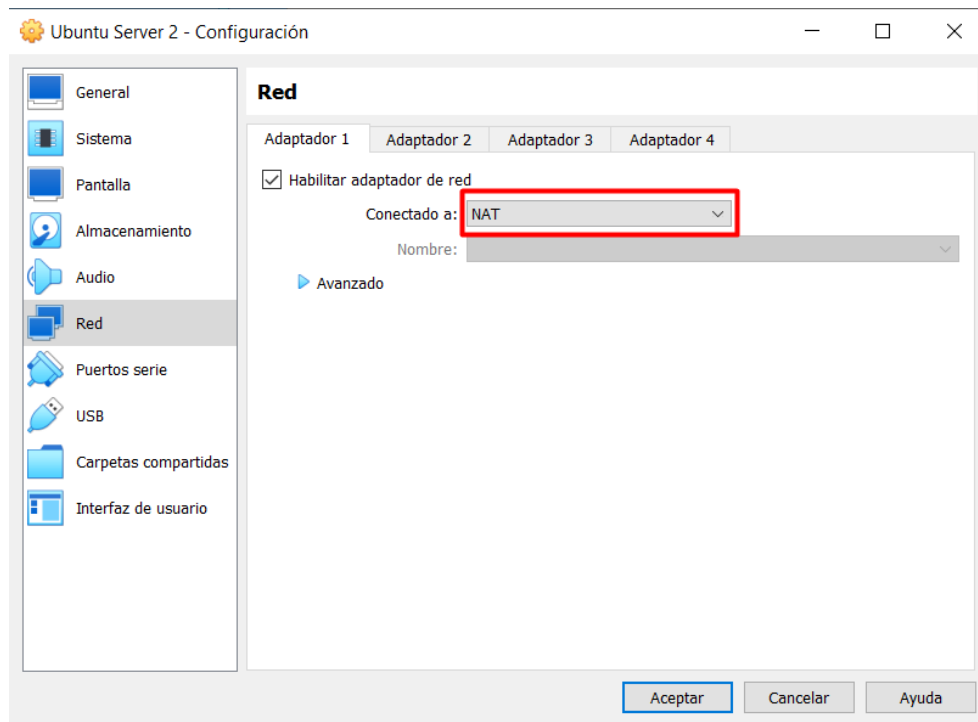 Ubuntu Server 2 - Configuración
General
Sistema
Pantalla
Almacenamiento
Audio
Red
Puertos serie
USB
Carpetas compartidas
Interfaz de usuario
Red
Adaptador 1 Adaptador 2 Adaptador 3 Adaptador 4
Habilitar adaptador de red
Conectado a: NAT
Nombre:
Avanzado
Aceptar Cancelar Ayuda